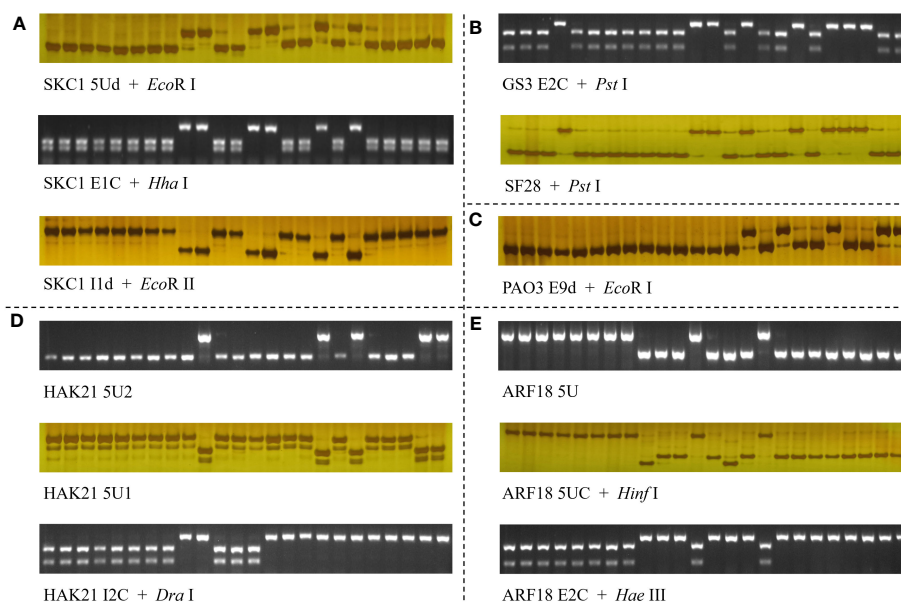 A
SKC1 5Ud + EcoR I
SKC1 E1C + Hha I
SKC1 I1d + EcoR II
B
GS3 E2C + Pst I
SF28 + Pst I
C
PAO3 E9d + EcoR I
D
HAK21 5U2
HAK21 5U1
HAK21 I2C + Dra I
E
ARF18 5U
ARF18 5UC + Hinf I
ARF18 E2C + Hae III